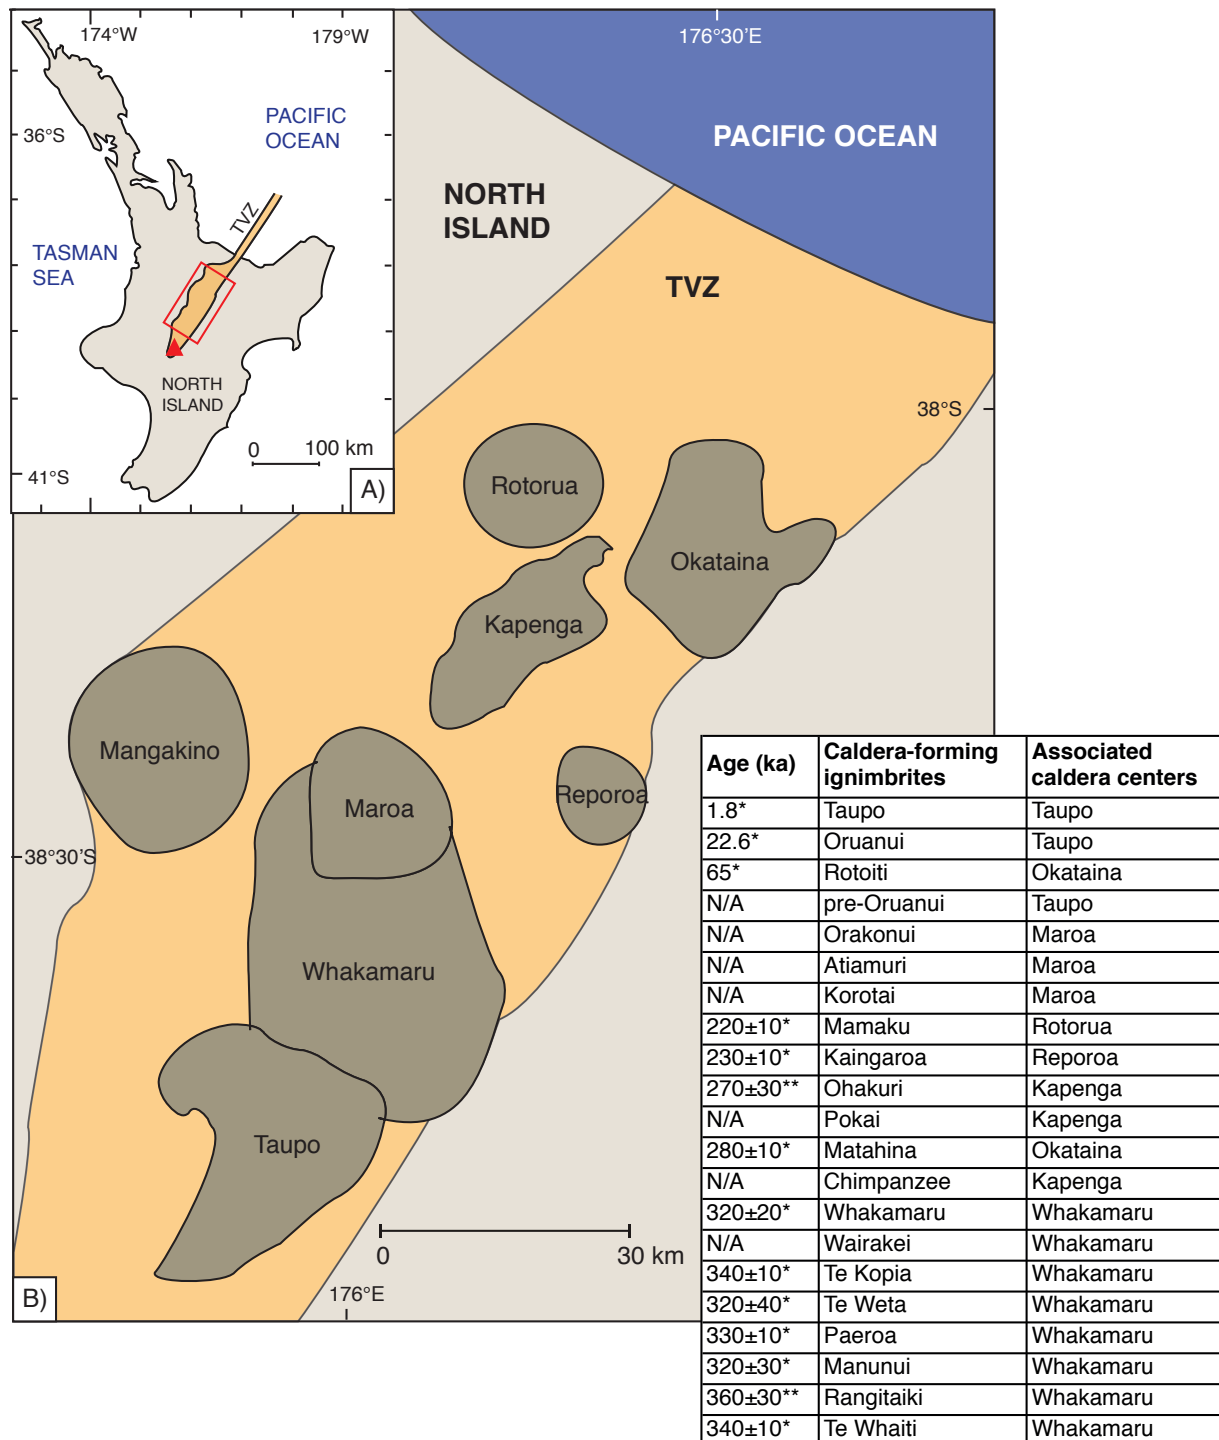 174°W
179°W
36°S
PACIFIC
OCEAN
TVZ
TASMAN
SEA
NORTH
ISLAND
0
100 km
41°S
A)
176°30'E
PACIFIC OCEAN
NORTH
ISLAND
TVZ
38°S
Rotorua
Okataina
Kapenga
Mangakino
Maroa
Reporoa
38°30'S
Whakamaru
Taupo
0
30 km
176°E
B)
Age (ka) Caldera-forming ignimbrites Associated caldera centers
1.8* Taupo Taupo
22.6* Oruanui Taupo
65* Rotoiti Okataina
N/A pre-Oruanui Taupo
N/A Orakonui Maroa
N/A Atiamuri Maroa
N/A Korotai Maroa
220±10* Mamaku Rotorua
230±10* Kaingaroa Reporoa
270±30** Ohakuri Kapenga
N/A Pokai Kapenga
280±10* Matahina Okataina
N/A Chimpanzee Kapenga
320±20* Whakamaru Whakamaru
N/A Wairakei Whakamaru
340±10* Te Kopia Whakamaru
320±40* Te Weta Whakamaru
330±10* Paeroa Whakamaru
320±30* Manunui Whakamaru
360±30** Rangitaiki Whakamaru
340±10* Te Whaiti Whakamaru